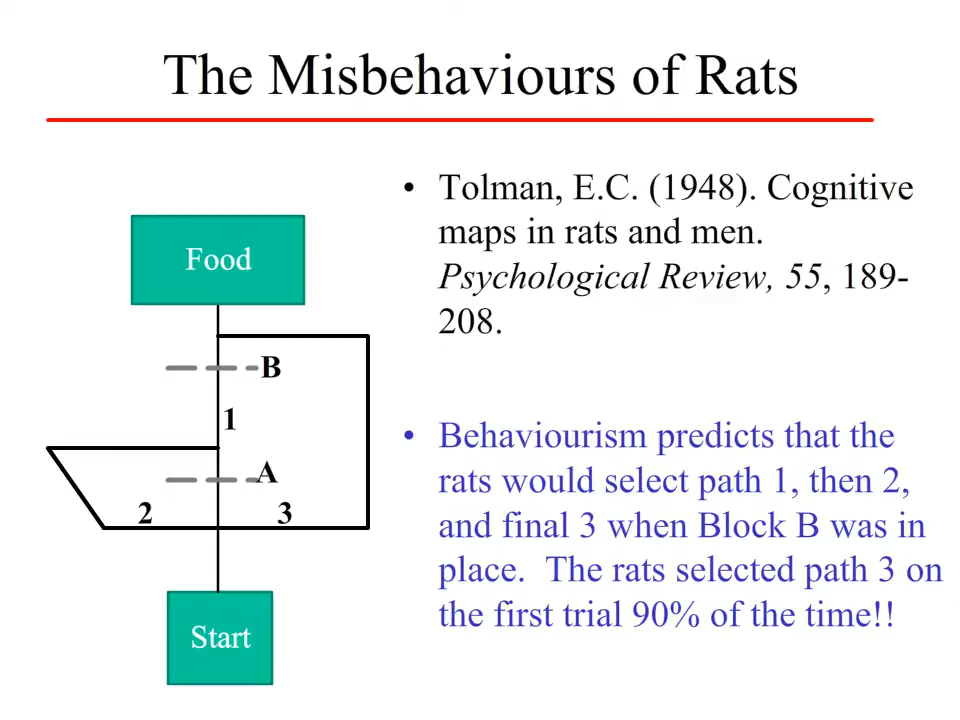 The Misbehaviours of Rats
• Tolman, E.C. (1948). Cognitive
maps in rats and men.
Psychological Review, 55, 189-
208.
• Behaviourism predicts that the
rats would select path 1, then 2,
and final 3 when Block B was in
place.  The rats selected path 3 on
the first trial 90% of the time!!
Food
B
1
A
2
3
Start